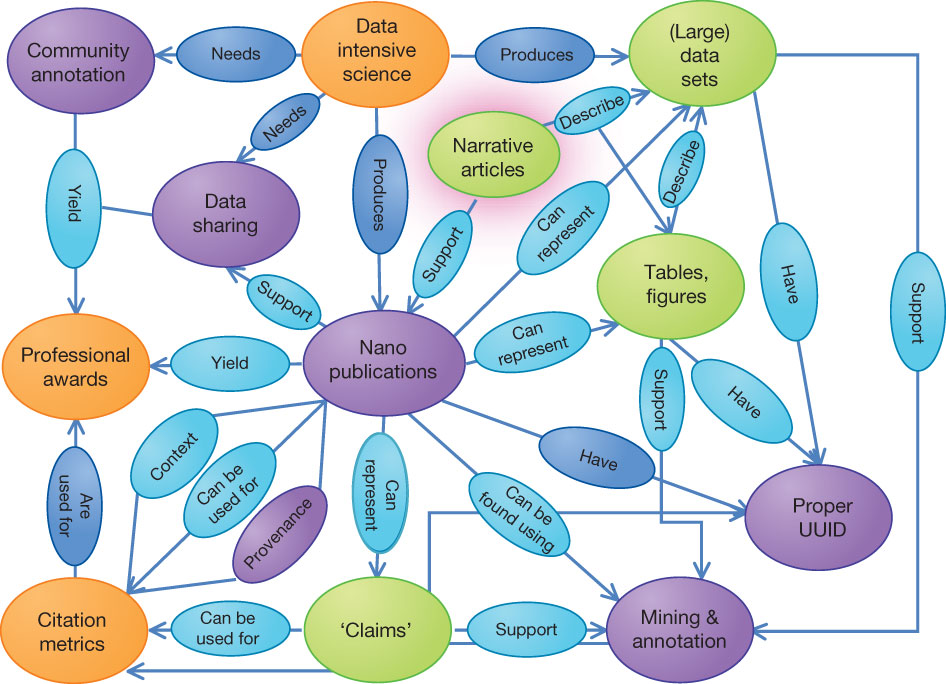 Community
annotation
Needs
Data
intensive
science
Produces
(Large)
data
sets
Needs
Describe
Narrative
articles
Describe
Yield
Data
sharing
Produces
Support
Can
represent
Have
Support
Support
Tables,
figures
Professional
awards
Yield
Nano
publications
Can
represent
Support
Have
Context
Can be
used for
Provenance
Can
represent
Have
Can be
found using
Are
used for
Proper
UUID
Citation
metrics
Can be
used for
‘Claims’
Support
Mining &
annotation